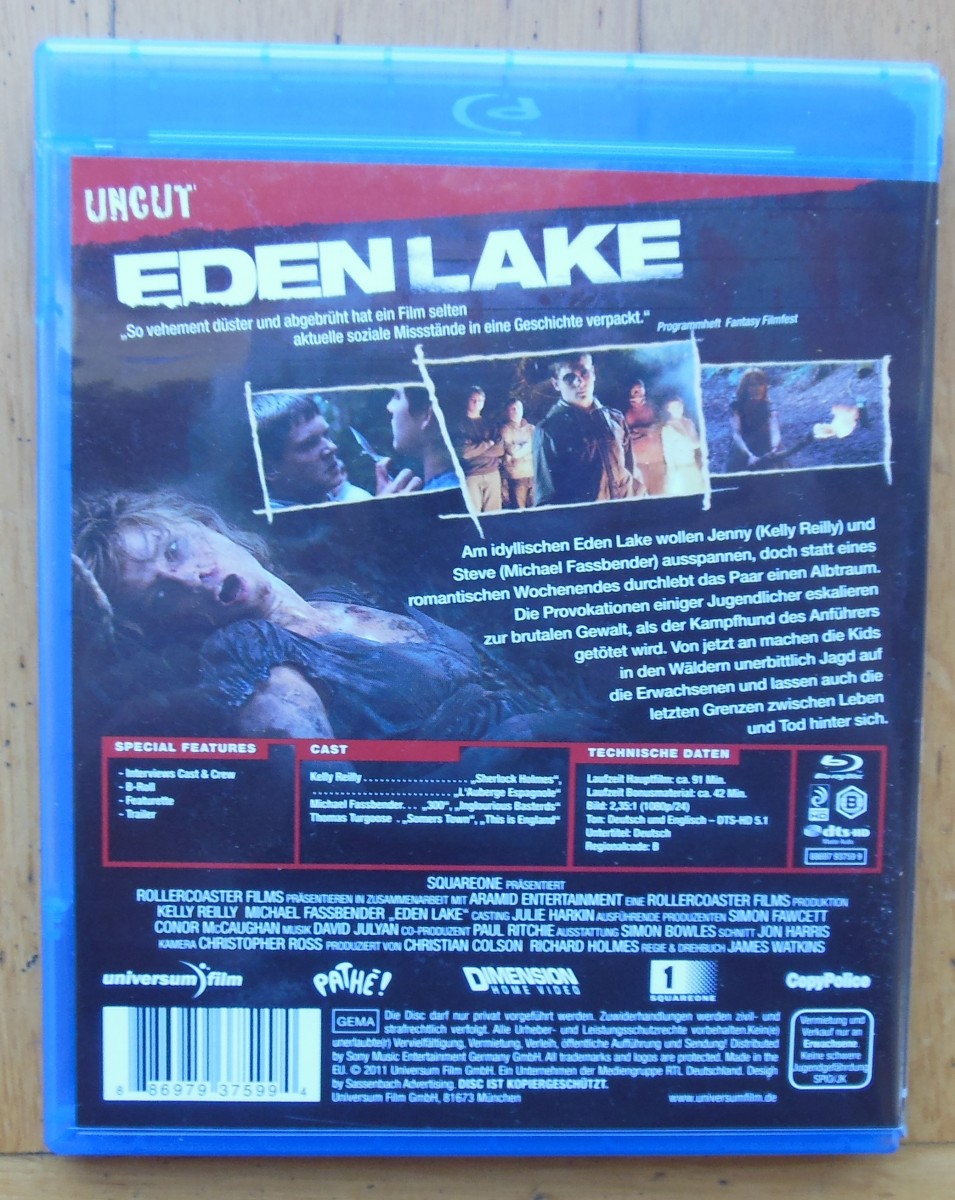 UNCUT
EDEN LAKE
„So vehement düster und abgebrüht hat ein Film selten
aktuelle soziale Missstände in eine Geschichte verpackt.“ Programmheft Fantasy Filmfest
Am idyllischen Eden Lake wollen Jenny (Kelly Reilly) und
Steve (Michael Fassbender) ausspannen, doch statt eines
romantischen Wochenendes durchlebt das Paar einen Albtraum.
Die Provokationen einiger Jugendlicher eskalieren
zur brutalen Gewalt, als der Kampfhund des Anführers
getötet wird. Von jetzt an machen die Kids
in den Wäldern unerbittlich Jagd auf
die Erwachsenen und lassen auch die
letzten Grenzen zwischen Leben
und Tod hinter sich.
SPECIAL FEATURES
- Interviews Cast & Crew
- B-Roll
- Featurette
- Trailer
CAST
Kelly Reilly . . . . . . . . . . . . . . . . . . . „Sherlock Holmes“,
. . . . . . . . . . . . . . . . . . . . . . . . „L'Auberge Espagnole“
Michael Fassbender. . . „300“, „Inglourious Basterds“
Thomas Turgoose . „Somers Town“, „This is England“
TECHNISCHE DATEN
Laufzeit Hauptfilm: ca. 91 Min.
Laufzeit Bonusmaterial: ca. 42 Min.
Bild: 2,35:1 (1080p/24)
Ton: Deutsch und Englisch – DTS-HD 5.1
Untertitel: Deutsch
Regionalcode: B
B
dts-HD
Master Audio
88697 93759 9
SQUAREONE PRÄSENTIERT
ROLLERCOASTER FILMS PRÄSENTIEREN IN ZUSAMMENARBEIT MIT ARAMID ENTERTAINMENT EINE ROLLERCOASTER FILMS PRODUKTION
KELLY REILLY MICHAEL FASSBENDER „EDEN LAKE“ CASTING JULIE HARKIN AUSFÜHRENDE PRODUZENTEN SIMON FAWCETT
CONOR McCAUGHAN MUSIK DAVID JULYAN CO-PRODUZENT PAUL RITCHIE AUSSTATTUNG SIMON BOWLES SCHNITT JON HARRIS
KAMERA CHRISTOPHER ROSS PRODUZIERT VON CHRISTIAN COLSON RICHARD HOLMES REGIE & DREHBUCH JAMES WATKINS
universum film
PATHE!
DIMENSION
HOME VIDEO
1
SQUAREONE
CopyPolice
8 86979 37599 4
GEMA
Die Disc darf nur privat vorgeführt werden. Zuwiderhandlungen werden zivil- und
strafrechtlich verfolgt. Alle Urheber- und Leistungsschutzrechte vorbehalten. Kein(e)
unerlaubte(r) Vervielfältigung, Vermietung, Verleih, öffentliche Aufführung und Sendung! Distributed
by Sony Music Entertainment Germany GmbH. All trademarks and logos are protected. Made in the
EU. © 2011 Universum Film GmbH. Ein Unternehmen der Mediengruppe RTL Deutschland. Design
by Sassenbach Advertising. DISC IST KOPIERGESCHÜTZT.
Universum Film GmbH, 81673 München
www.universumfilm.de
Vermietung und
Verkauf nur an
Erwachsene
Keine schwere
Jugendgefährdung
SPIO/JK